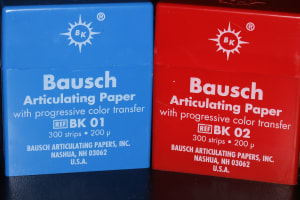 BK ®
Bausch
Articulating Paper
with progressive color transfer
REF BK 01
300 strips • 200 µ
BAUSCH ARTICULATING PAPERS, INC.
NASHUA, NH 03062
U.S.A.
BK ®
Bausch
Articulating Paper
with progressive color transfer
REF BK 02
300 strips • 200 µ
BAUSCH ARTICULATING PAPERS, INC.
NASHUA, NH 03062
U.S.A.